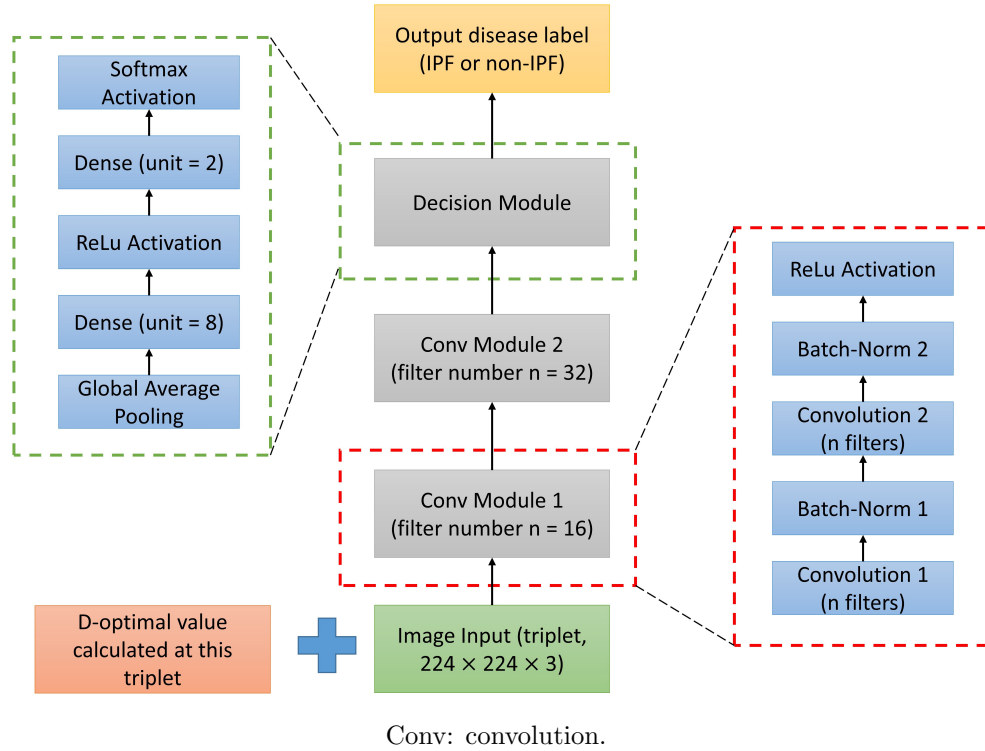 Output disease label
(IPF or non-IPF)
Softmax
Activation
Dense (unit = 2)
ReLu Activation
Dense (unit = 8)
Global Average
Pooling
Decision Module
Conv Module 2
(filter number n = 32)
Conv Module 1
(filter number n = 16)
ReLu Activation
Batch-Norm 2
Convolution 2
(n filters)
Batch-Norm 1
Convolution 1
(n filters)
D-optimal value
calculated at this
triplet
Image Input (triplet,
224 × 224 × 3)
Conv: convolution.